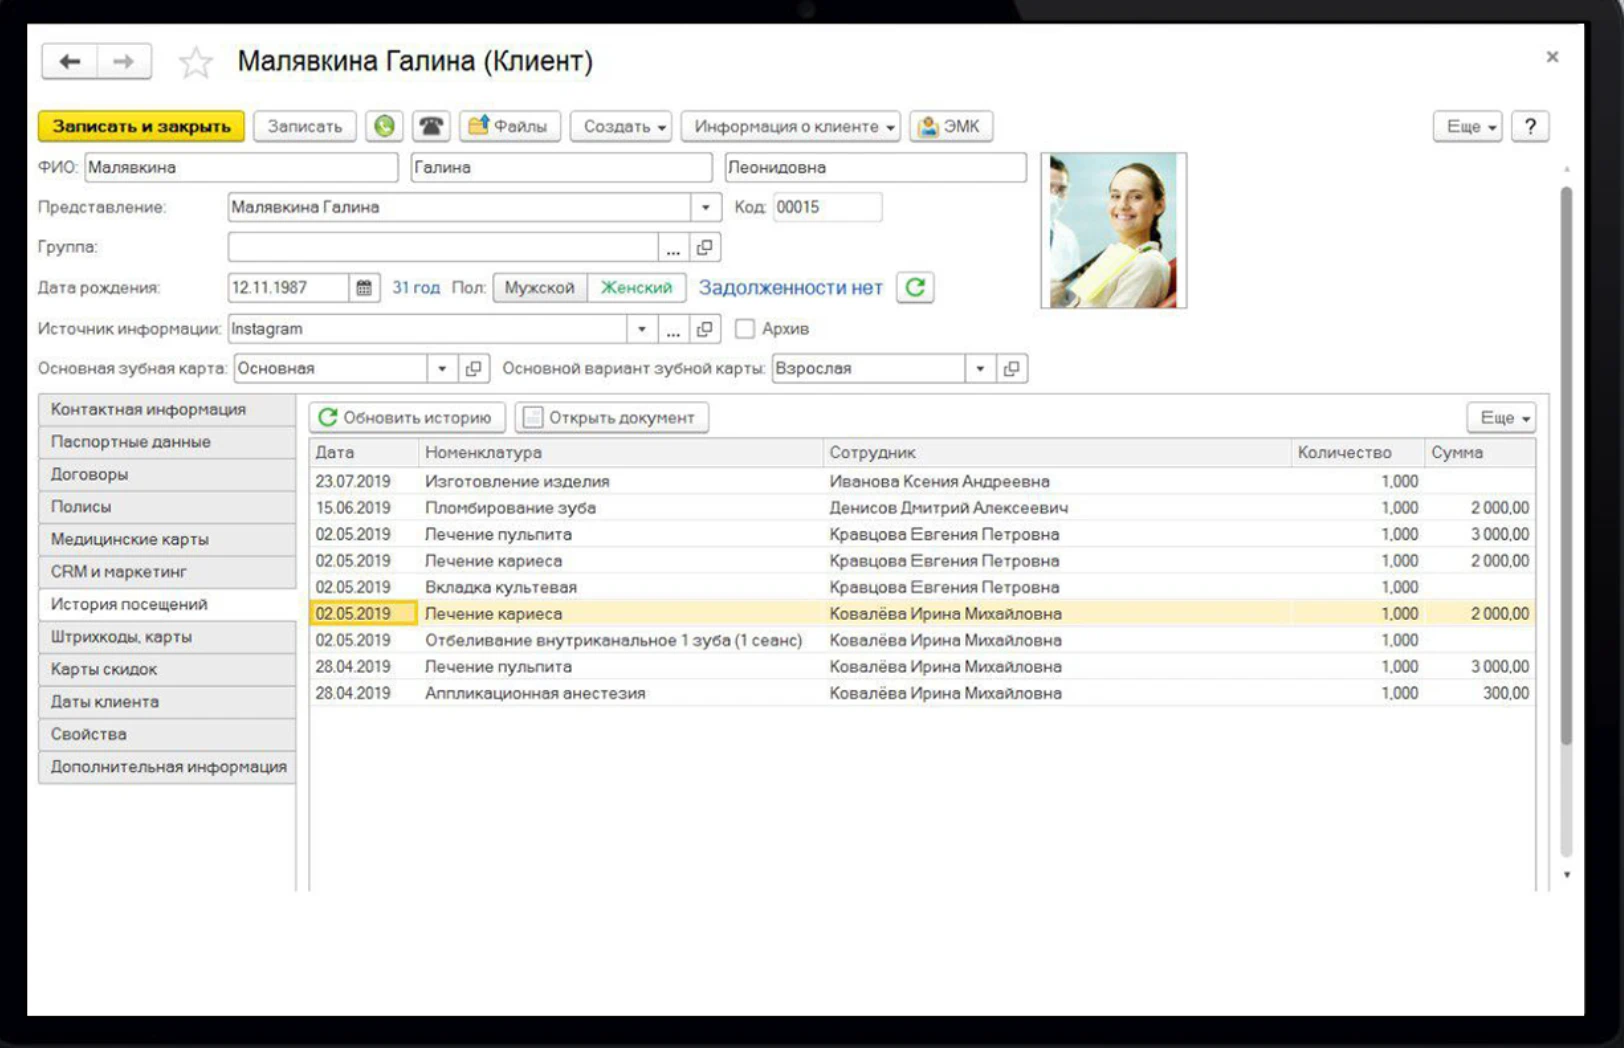 Малявкина Галина (Клиент)
Записать и закрыть Записать Файлы Создать Информация о клиенте ЭМК Еще ?
ФИО: Малявкина Галина Леонидовна
Представление: Малявкина Галина Код: 00015
Группа: ...
Дата рождения: 12.11.1987 31 год Пол: Мужской Женский Задолженности нет
Источник информации: Instagram ... Архив
Основная зубная карта: Основная Основной вариант зубной карты: Взрослая
Контактная информация
Паспортные данные
Договоры
Полисы
Медицинские карты
CRM и маркетинг
История посещений
Штрихкоды, карты
Карты скидок
Даты клиента
Свойства
Дополнительная информация
Обновить историю Открыть документ Еще
Дата Номенклатура Сотрудник Количество Сумма
23.07.2019 Изготовление изделия Иванова Ксения Андреевна 1,000
15.06.2019 Пломбирование зуба Денисов Дмитрий Алексеевич 1,000 2 000,00
02.05.2019 Лечение пульпита Кравцова Евгения Петровна 1,000 3 000,00
02.05.2019 Лечение кариеса Кравцова Евгения Петровна 1,000 2 000,00
02.05.2019 Вкладка культевая Кравцова Евгения Петровна 1,000
02.05.2019 Лечение кариеса Ковалёва Ирина Михайловна 1,000 2 000,00
02.05.2019 Отбеливание внутриканальное 1 зуба (1 сеанс) Ковалёва Ирина Михайловна 1,000
28.04.2019 Лечение пульпита Ковалёва Ирина Михайловна 1,000 3 000,00
28.04.2019 Аппликационная анестезия Ковалёва Ирина Михайловна 1,000 300,00